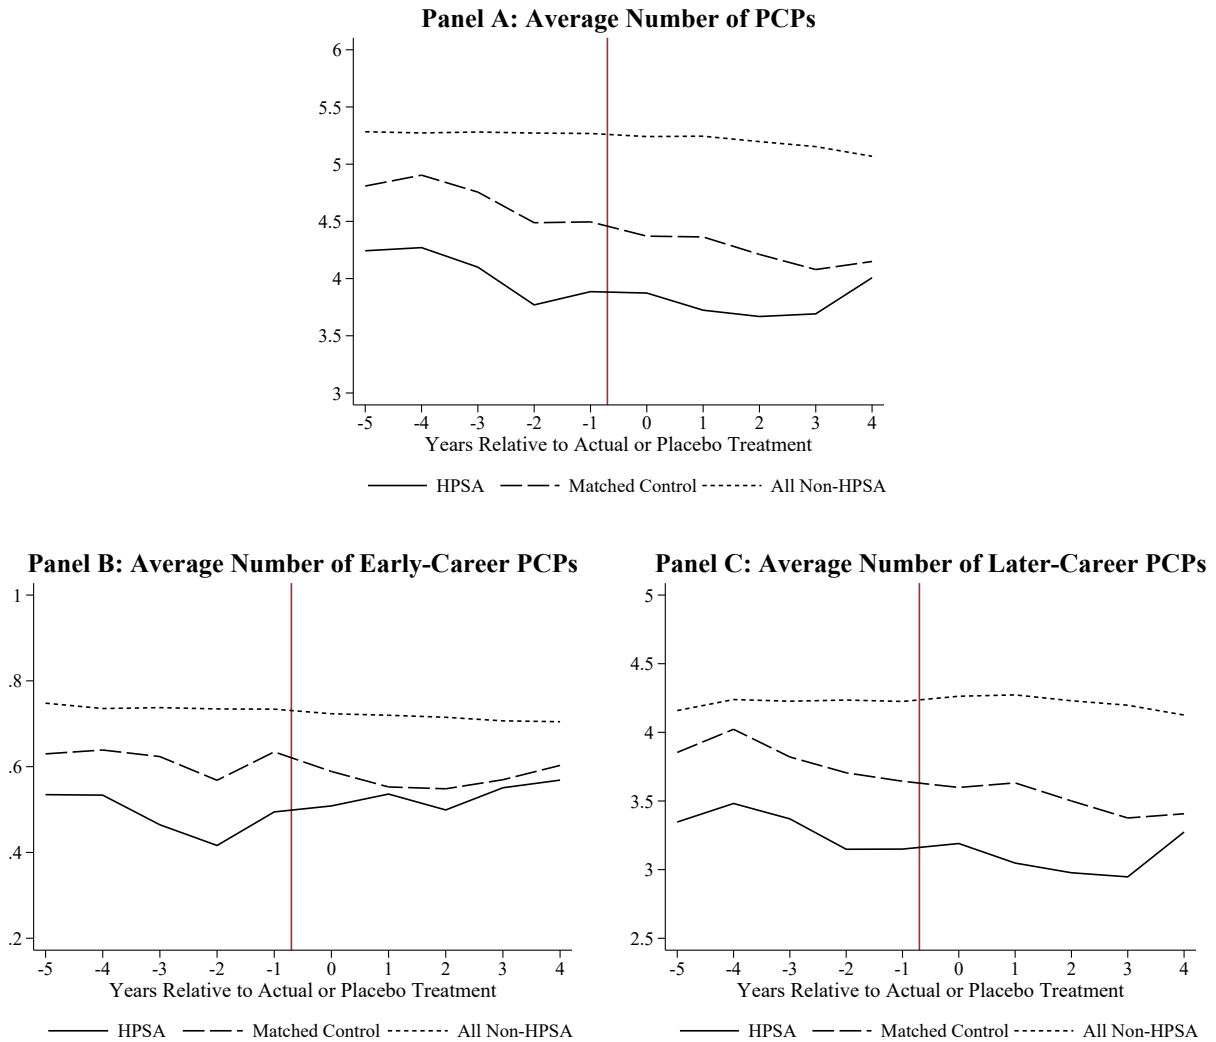 Panel A: Average Number of PCPs
6
5.5
5
4.5
4
3.5
3
-5 -4 -3 -2 -1 0 1 2 3 4
Years Relative to Actual or Placebo Treatment
HPSA Matched Control All Non-HPSA
Panel B: Average Number of Early-Career PCPs
1
.8
.6
.4
.2
-5 -4 -3 -2 -1 0 1 2 3 4
Years Relative to Actual or Placebo Treatment
HPSA Matched Control All Non-HPSA
Panel C: Average Number of Later-Career PCPs
5
4.5
4
3.5
3
2.5
-5 -4 -3 -2 -1 0 1 2 3 4
Years Relative to Actual or Placebo Treatment
HPSA Matched Control All Non-HPSA